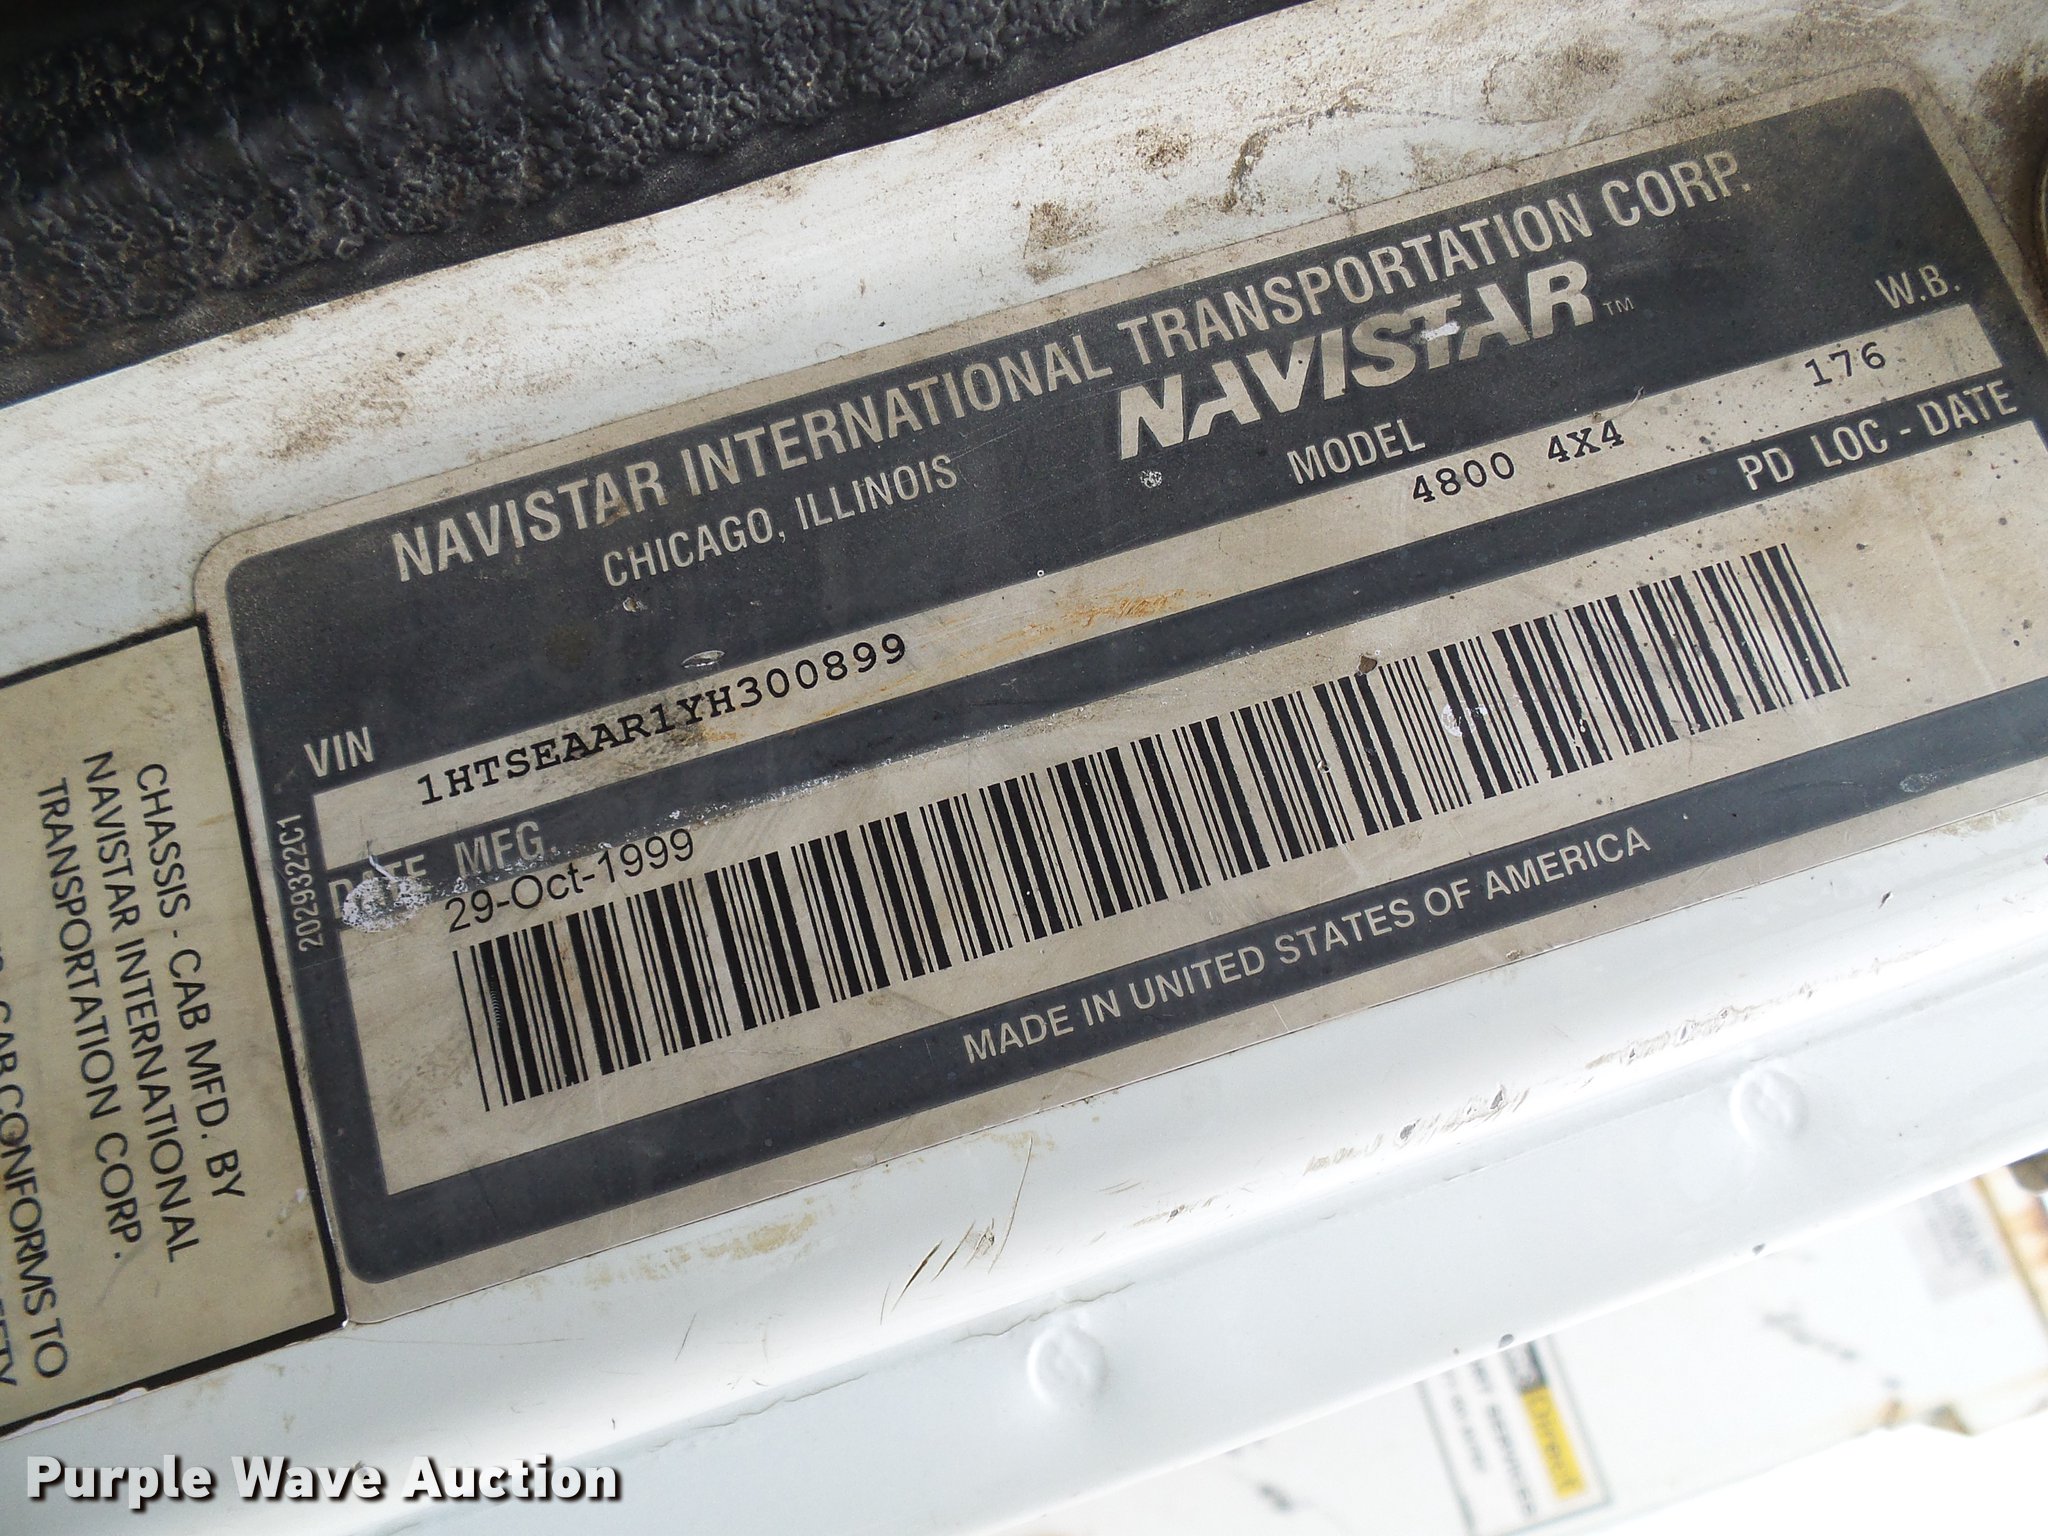 NAVISTAR INTERNATIONAL TRANSPORTATION CORP.
CHICAGO, ILLINOIS
NAVISTAR™
VIN
MODEL
W.B.
1HTSEAAR1YH300899
4800 4X4
176
DATE MFG.
PD LOC - DATE
29-Oct-1999
MADE IN UNITED STATES OF AMERICA
2029322C1
CHASSIS - CAB MFD. BY
NAVISTAR INTERNATIONAL
TRANSPORTATION CORP.
CAB CONFORMS TO
Direct
Purple Wave Auction